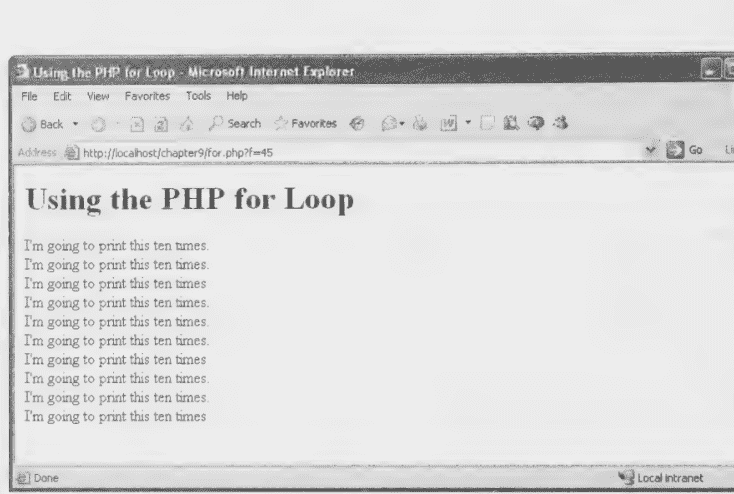 Using the PHP for Loop - Microsoft Internet Explorer
File Edit View Favorites Tools Help
Back Search Favorites
Address http://localhost/chapter9/for.php?f=45 Go
Using the PHP for Loop
I'm going to print this ten times.
I'm going to print this ten times.
I'm going to print this ten times
I'm going to print this ten times.
I'm going to print this ten times.
I'm going to print this ten times.
I'm going to print this ten times
I'm going to print this ten times.
I'm going to print this ten times.
I'm going to print this ten times
Done Local intranet